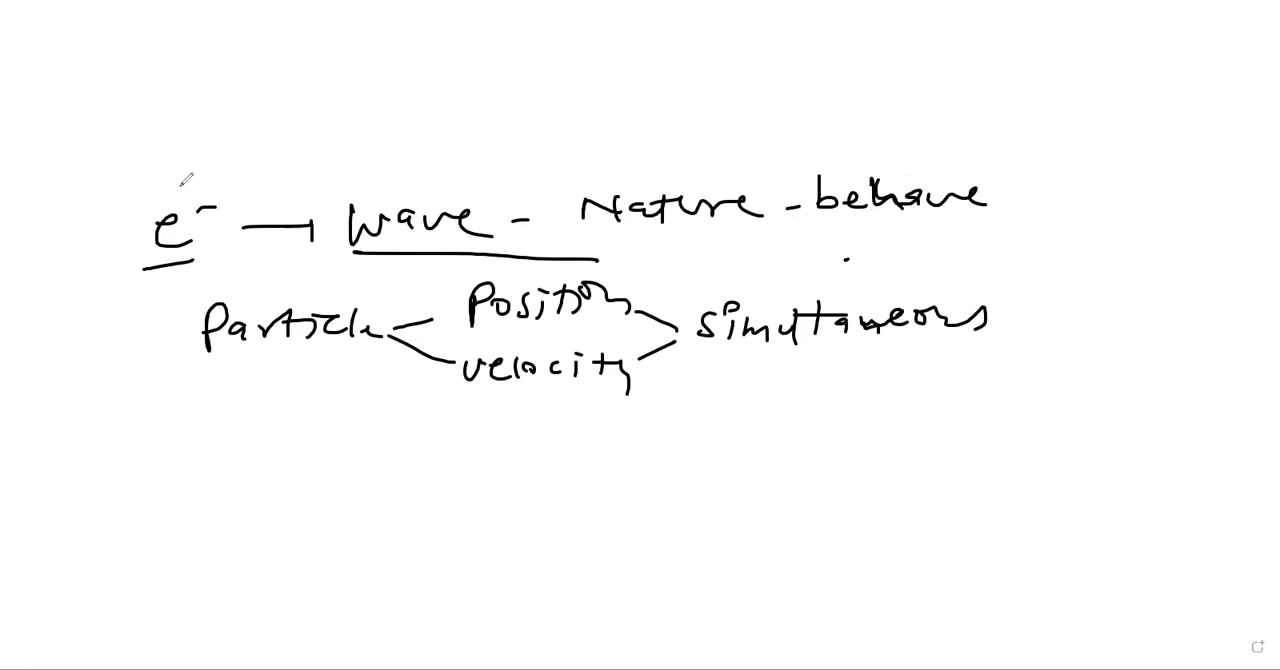 e⁻ → wave - Nature - behave
Particle
Position
velocity
simultaneous